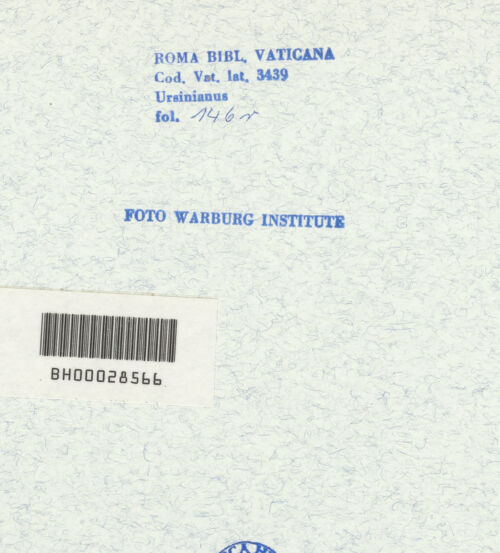 ROMA BIBL. VATICANA
Cod. Vat. lat. 3439
Ursinianus
fol. 146r
FOTO WARBURG INSTITUTE
BH00028566